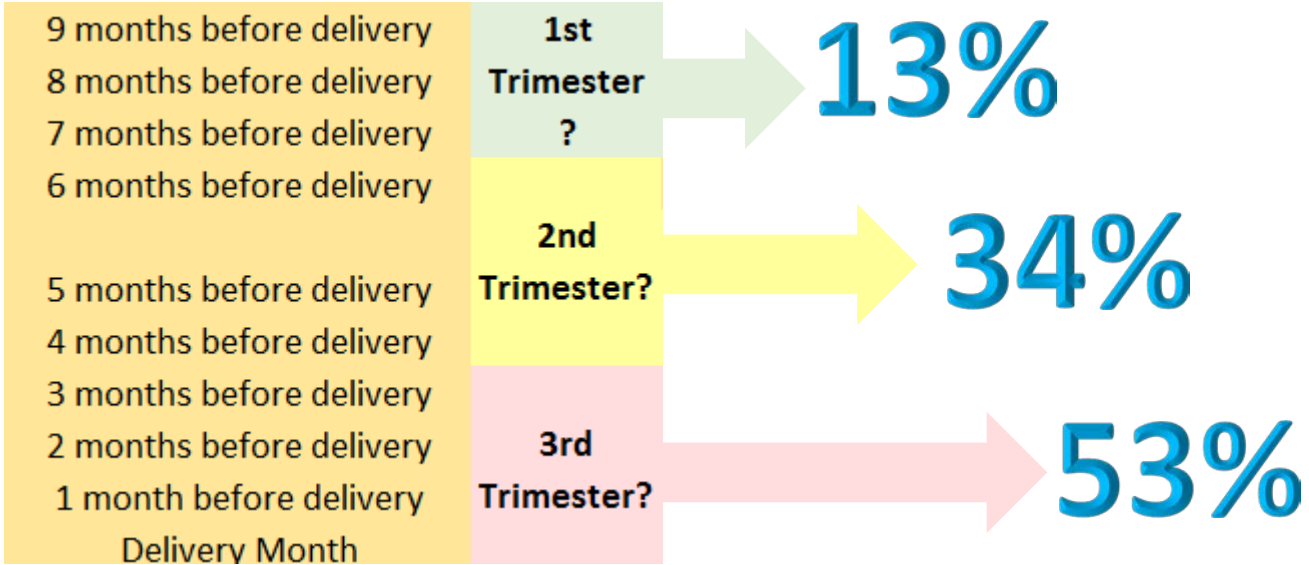 9 months before delivery
8 months before delivery
7 months before delivery
6 months before delivery
5 months before delivery
4 months before delivery
3 months before delivery
2 months before delivery
1 month before delivery
Delivery Month
1st
Trimester
?
2nd
Trimester?
3rd
Trimester?
13%
34%
53%